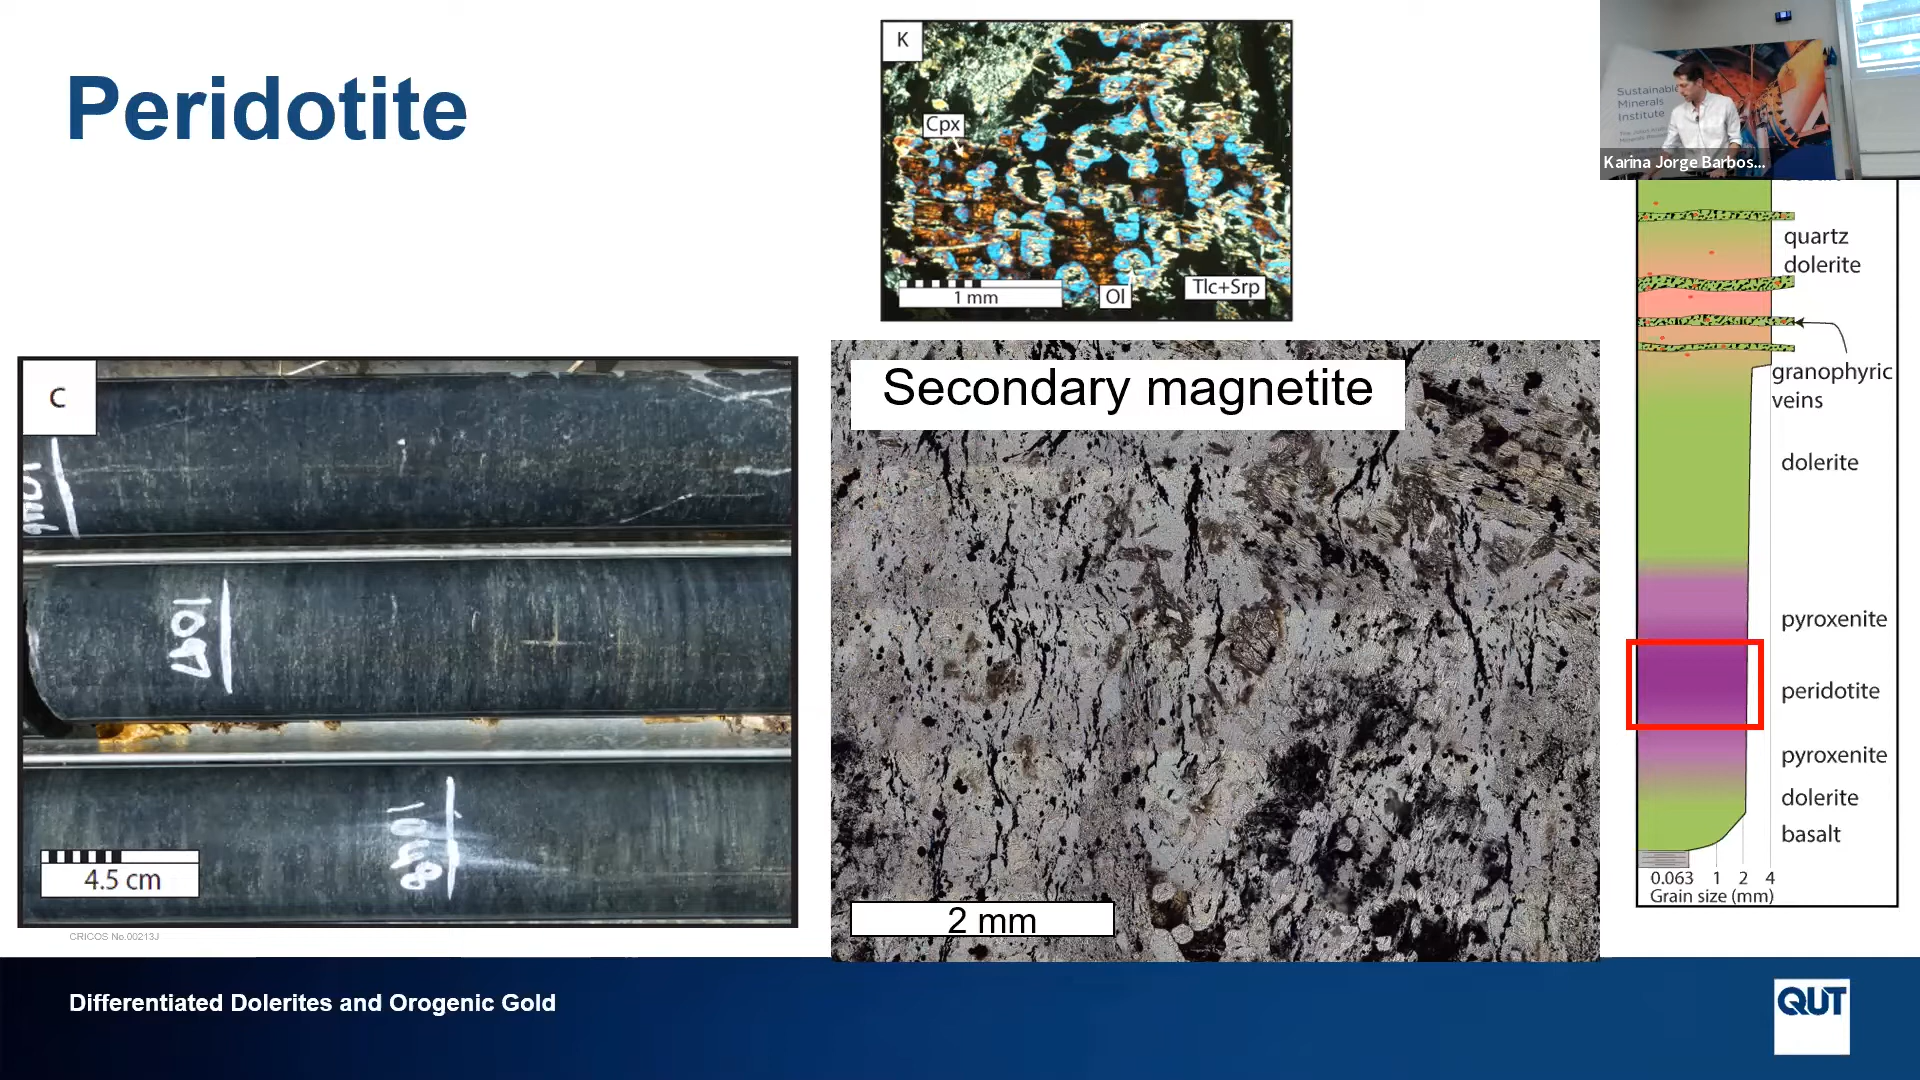 Peridotite
K
Cpx
1 mm
Ol
Tlc+Srp
Sustainable
Minerals
Institute
Karina Jorge Barbos...
C
1047
4.5 cm
Secondary magnetite
2 mm
quartz
dolerite
granophyric
veins
dolerite
pyroxenite
peridotite
pyroxenite
dolerite
basalt
0.063 1 2 4
Grain size (mm)
CRICOS No.00213J
Differentiated Dolerites and Orogenic Gold
QUT